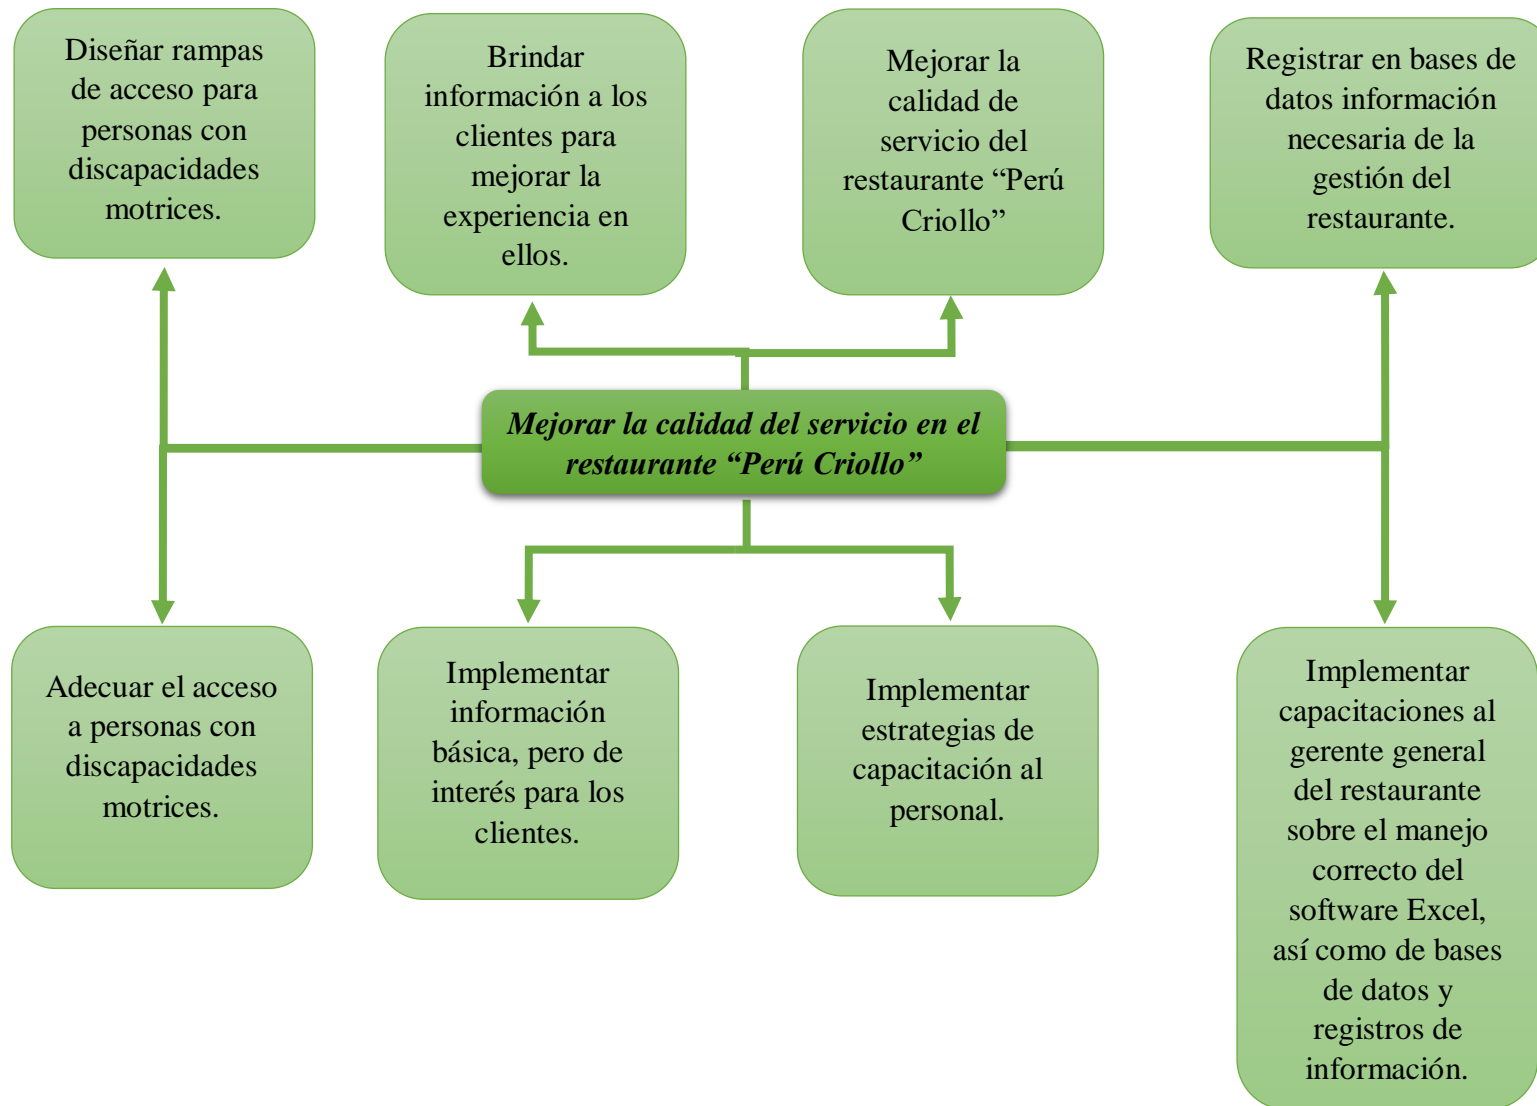 Diseñar rampas
de acceso para
personas con
discapacidades
motrices.
Brindar
información a los
clientes para
mejorar la
experiencia en
ellos.
Mejorar la
calidad de
servicio del
restaurante “Perú
Criollo”
Registrar en bases de
datos información
necesaria de la
gestión del
restaurante.
Mejorar la calidad del servicio en el
restaurante “Perú Criollo”
Adecuar el acceso
a personas con
discapacidades
motrices.
Implementar
información
básica, pero de
interés para los
clientes.
Implementar
estrategias de
capacitación al
personal.
Implementar
capacitaciones al
gerente general
del restaurante
sobre el manejo
correcto del
software Excel,
así como de bases
de datos y
registros de
información.